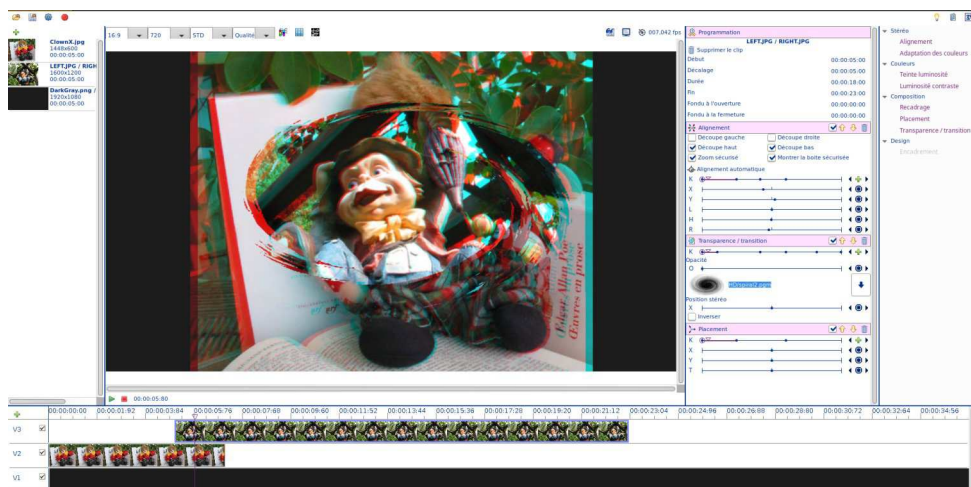 ClownX.jpg
1448x600
00:00:05:00
LEFT.JPG / RIGH
1600x1200
00:00:05:00
DarkGray.png /
1920x1080
00:00:05:00
16:9
720
STD
Qualité
007.042 fps
Edgar Allan Poe
Œuvres en prose
00:00:05:80
Programmation
LEFT.JPG / RIGHT.JPG
Supprimer le clip
Début 00:00:05:00
Décalage 00:00:05:00
Durée 00:00:18:00
Fin 00:00:23:00
Fondu à l'ouverture 00:00:00:00
Fondu à la fermeture 00:00:00:00
Alignement
Découpe gauche Découpe droite
Découpe haut Découpe bas
Zoom sécurisé Montrer la boite sécurisée
Alignement automatique
K
X
Y
L
H
R
Transparence / transition
K
Opacité
O
Position stéréo
X
Inverser
Placement
K
X
Y
T
Stéréo
Alignement
Adaptation des couleurs
Couleurs
Teinte luminosité
Luminosité contraste
Composition
Recadrage
Placement
Transparence / transition
Design
Encadrement
00:00:00:00 00:00:01:92 00:00:03:84 00:00:05:76 00:00:07:68 00:00:09:60 00:00:11:52 00:00:13:44 00:00:15:36 00:00:17:28 00:00:19:20 00:00:21:12 00:00:23:04 00:00:24:96 00:00:26:88 00:00:28:80 00:00:30:72 00:00:32:64 00:00:34:56
V3
V2
V1